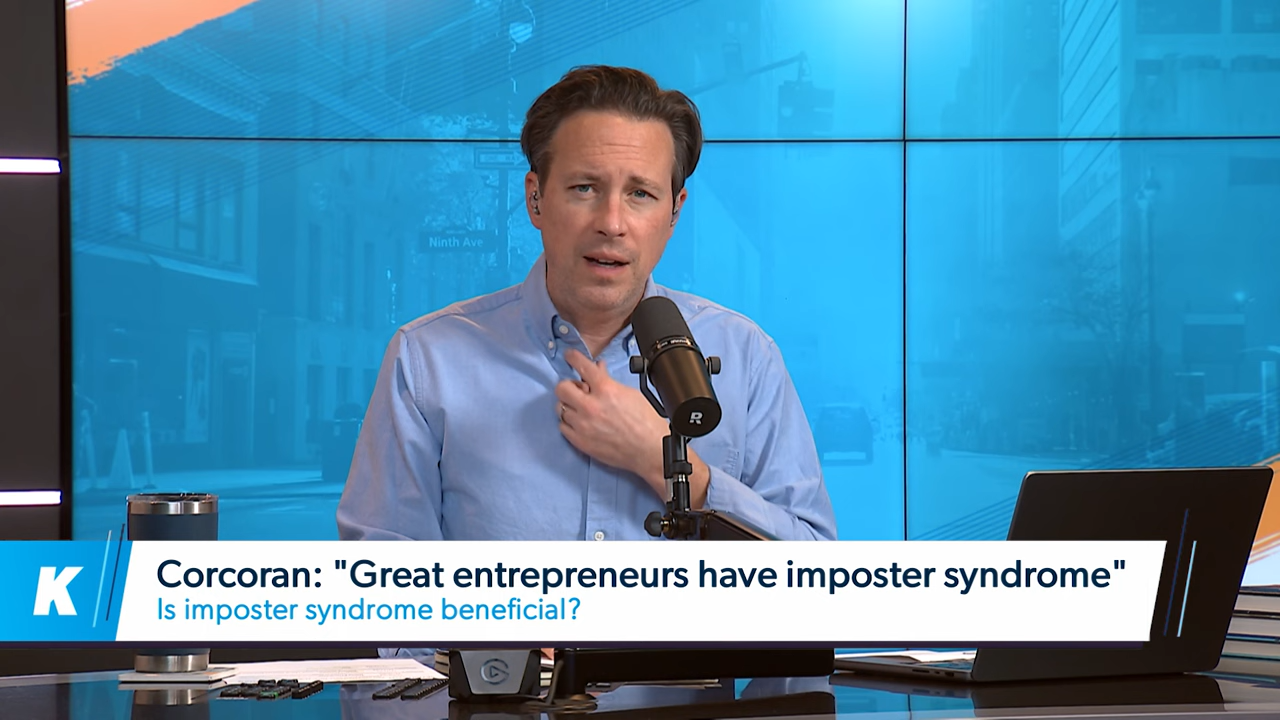 Ninth Ave
R
K
Corcoran: "Great entrepreneurs have imposter syndrome"
Is imposter syndrome beneficial?